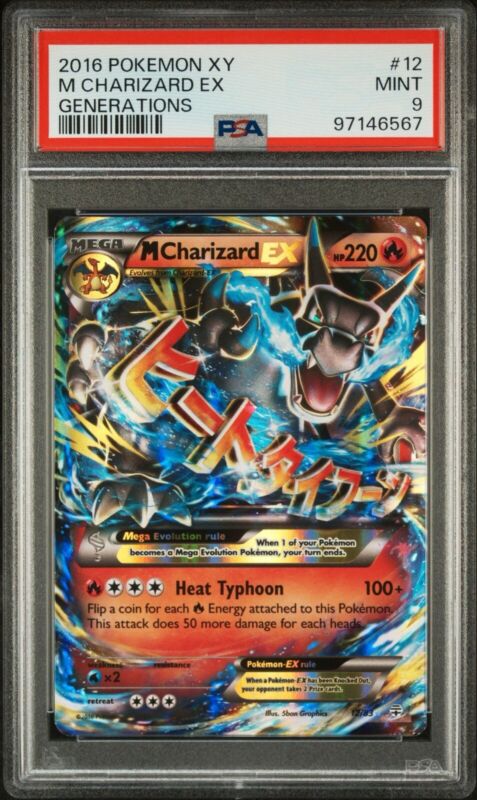 2016 POKEMON XY #12
M CHARIZARD EX MINT
GENERATIONS 9
PSA 97146567
MEGA M Charizard EX HP220
Evolves from Charizard-EX
ヒートタイフーン
Mega Evolution rule
When 1 of your Pokémon
becomes a Mega Evolution Pokémon, your turn ends.
Heat Typhoon 100+
Flip a coin for each Energy attached to this Pokémon.
This attack does 50 more damage for each heads.
weakness resistance
×2
Pokémon-EX rule
When a Pokémon-EX has been Knocked Out,
your opponent takes 2 Prize cards.
retreat
©2016 Pokémon
Illus. 5ban Graphics 12/83
PSA